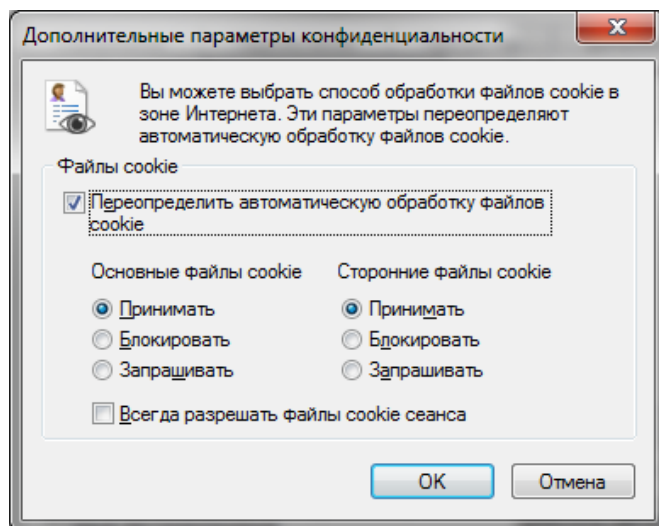 Дополнительные параметры конфиденциальности
Вы можете выбрать способ обработки файлов cookie в
зоне Интернета. Эти параметры переопределяют
автоматическую обработку файлов cookie.
Файлы cookie
Переопределить автоматическую обработку файлов
cookie
Основные файлы cookie Сторонние файлы cookie
Принимать Принимать
Блокировать Блокировать
Запрашивать Запрашивать
Всегда разрешать файлы cookie сеанса
OK Отмена